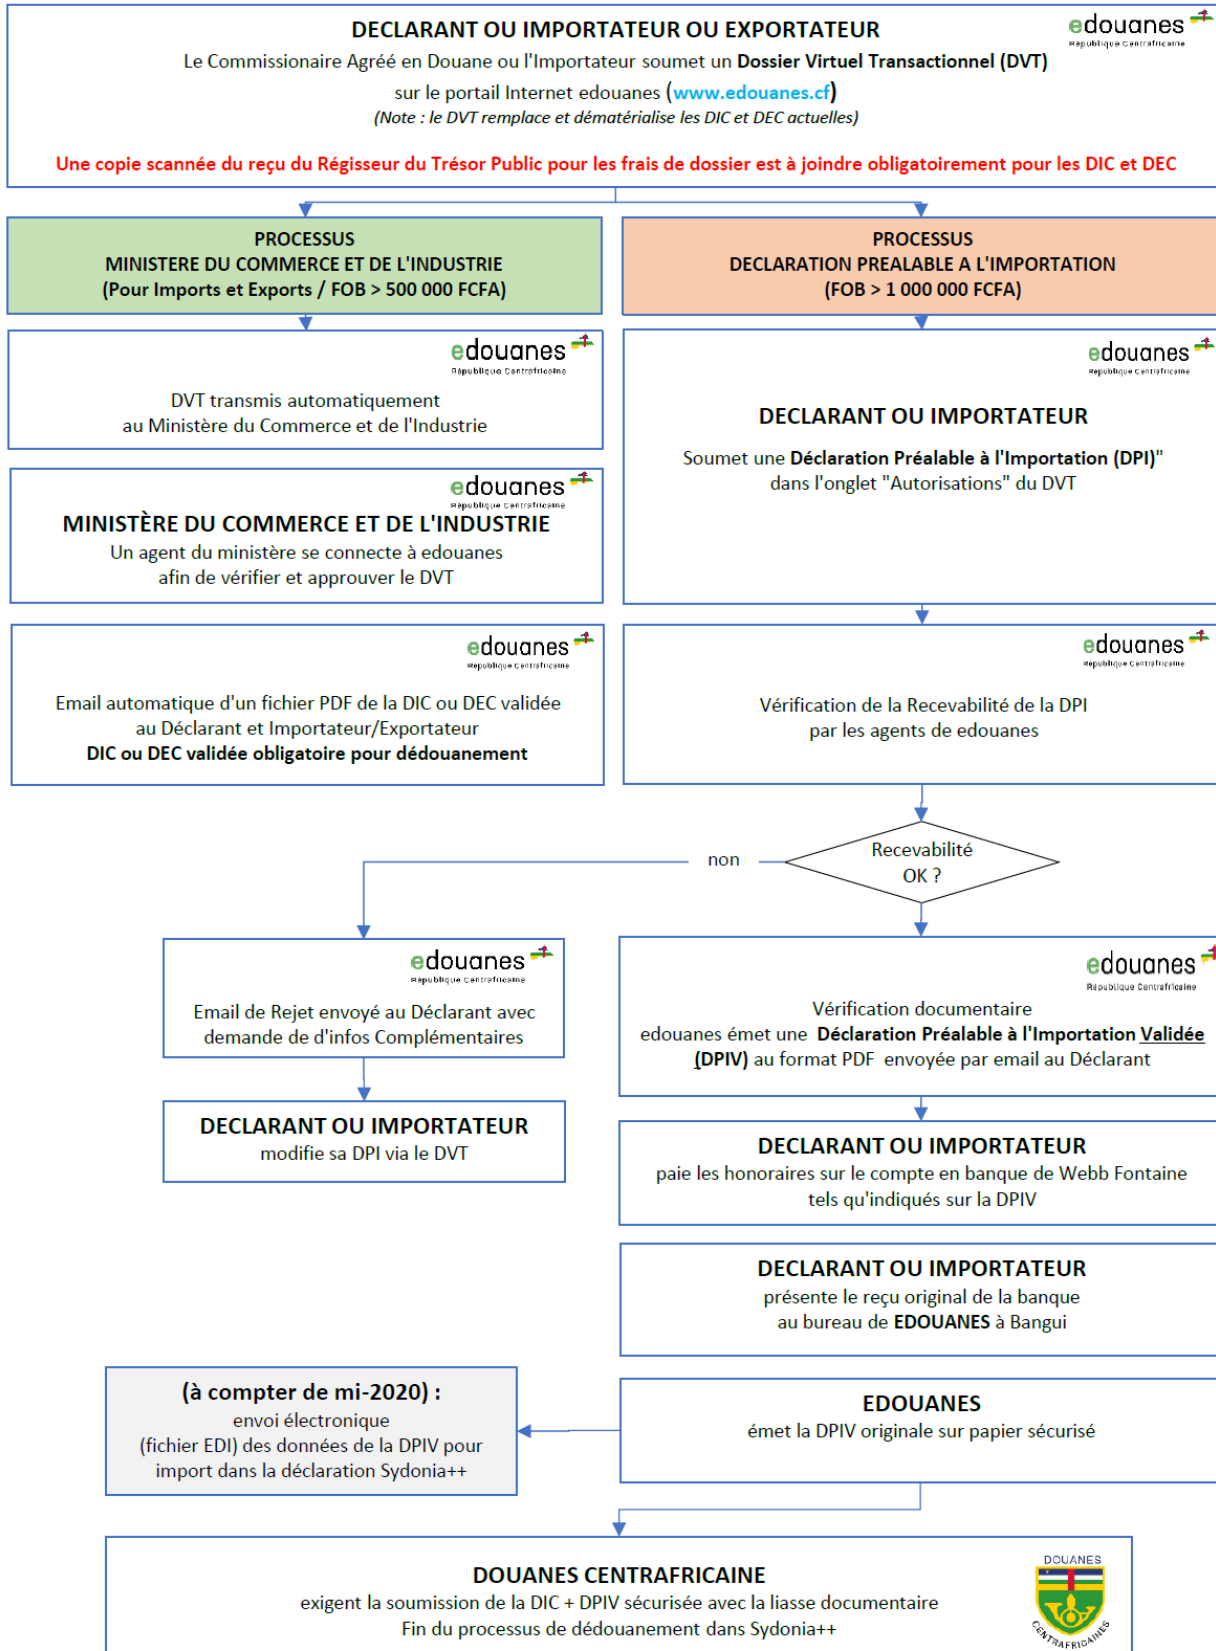 DECLARANT OU IMPORTATEUR OU EXPORTATEUR
edouanes
République Centrafricaine
Le Commissionaire Agréé en Douane ou l'Importateur soumet un Dossier Virtuel Transactionnel (DVT)
sur le portail Internet edouanes (www.edouanes.cf)
(Note : le DVT remplace et dématérialise les DIC et DEC actuelles)
Une copie scannée du reçu du Régisseur du Trésor Public pour les frais de dossier est à joindre obligatoirement pour les DIC et DEC
PROCESSUS
MINISTERE DU COMMERCE ET DE L'INDUSTRIE
(Pour Imports et Exports / FOB > 500 000 FCFA)
edouanes
République Centrafricaine
DVT transmis automatiquement
au Ministère du Commerce et de l'Industrie
edouanes
République Centrafricaine
MINISTÈRE DU COMMERCE ET DE L'INDUSTRIE
Un agent du ministère se connecte à edouanes
afin de vérifier et approuver le DVT
edouanes
République Centrafricaine
Email automatique d'un fichier PDF de la DIC ou DEC validée
au Déclarant et Importateur/Exportateur
DIC ou DEC validée obligatoire pour dédouanement
PROCESSUS
DECLARATION PREALABLE A L'IMPORTATION
(FOB > 1 000 000 FCFA)
edouanes
République Centrafricaine
DECLARANT OU IMPORTATEUR
Soumet une Déclaration Préalable à l'Importation (DPI)"
dans l'onglet "Autorisations" du DVT
edouanes
République Centrafricaine
Vérification de la Recevabilité de la DPI
par les agents de edouanes
Recevabilité
OK ?
non
edouanes
République Centrafricaine
Email de Rejet envoyé au Déclarant avec
demande de d'infos Complémentaires
DECLARANT OU IMPORTATEUR
modifie sa DPI via le DVT
edouanes
République Centrafricaine
Vérification documentaire
edouanes émet une Déclaration Préalable à l'Importation Validée
(DPIV) au format PDF envoyée par email au Déclarant
DECLARANT OU IMPORTATEUR
paie les honoraires sur le compte en banque de Webb Fontaine
tels qu'indiqués sur la DPIV
DECLARANT OU IMPORTATEUR
présente le reçu original de la banque
au bureau de EDOUANES à Bangui
EDOUANES
émet la DPIV originale sur papier sécurisé
(à compter de mi-2020) :
envoi électronique
(fichier EDI) des données de la DPIV pour
import dans la déclaration Sydonia++
DOUANES CENTRAFRICAINE
exigent la soumission de la DIC + DPIV sécurisée avec la liasse documentaire
Fin du processus de dédouanement dans Sydonia++
DOUANES
CENTRAFRICAINES